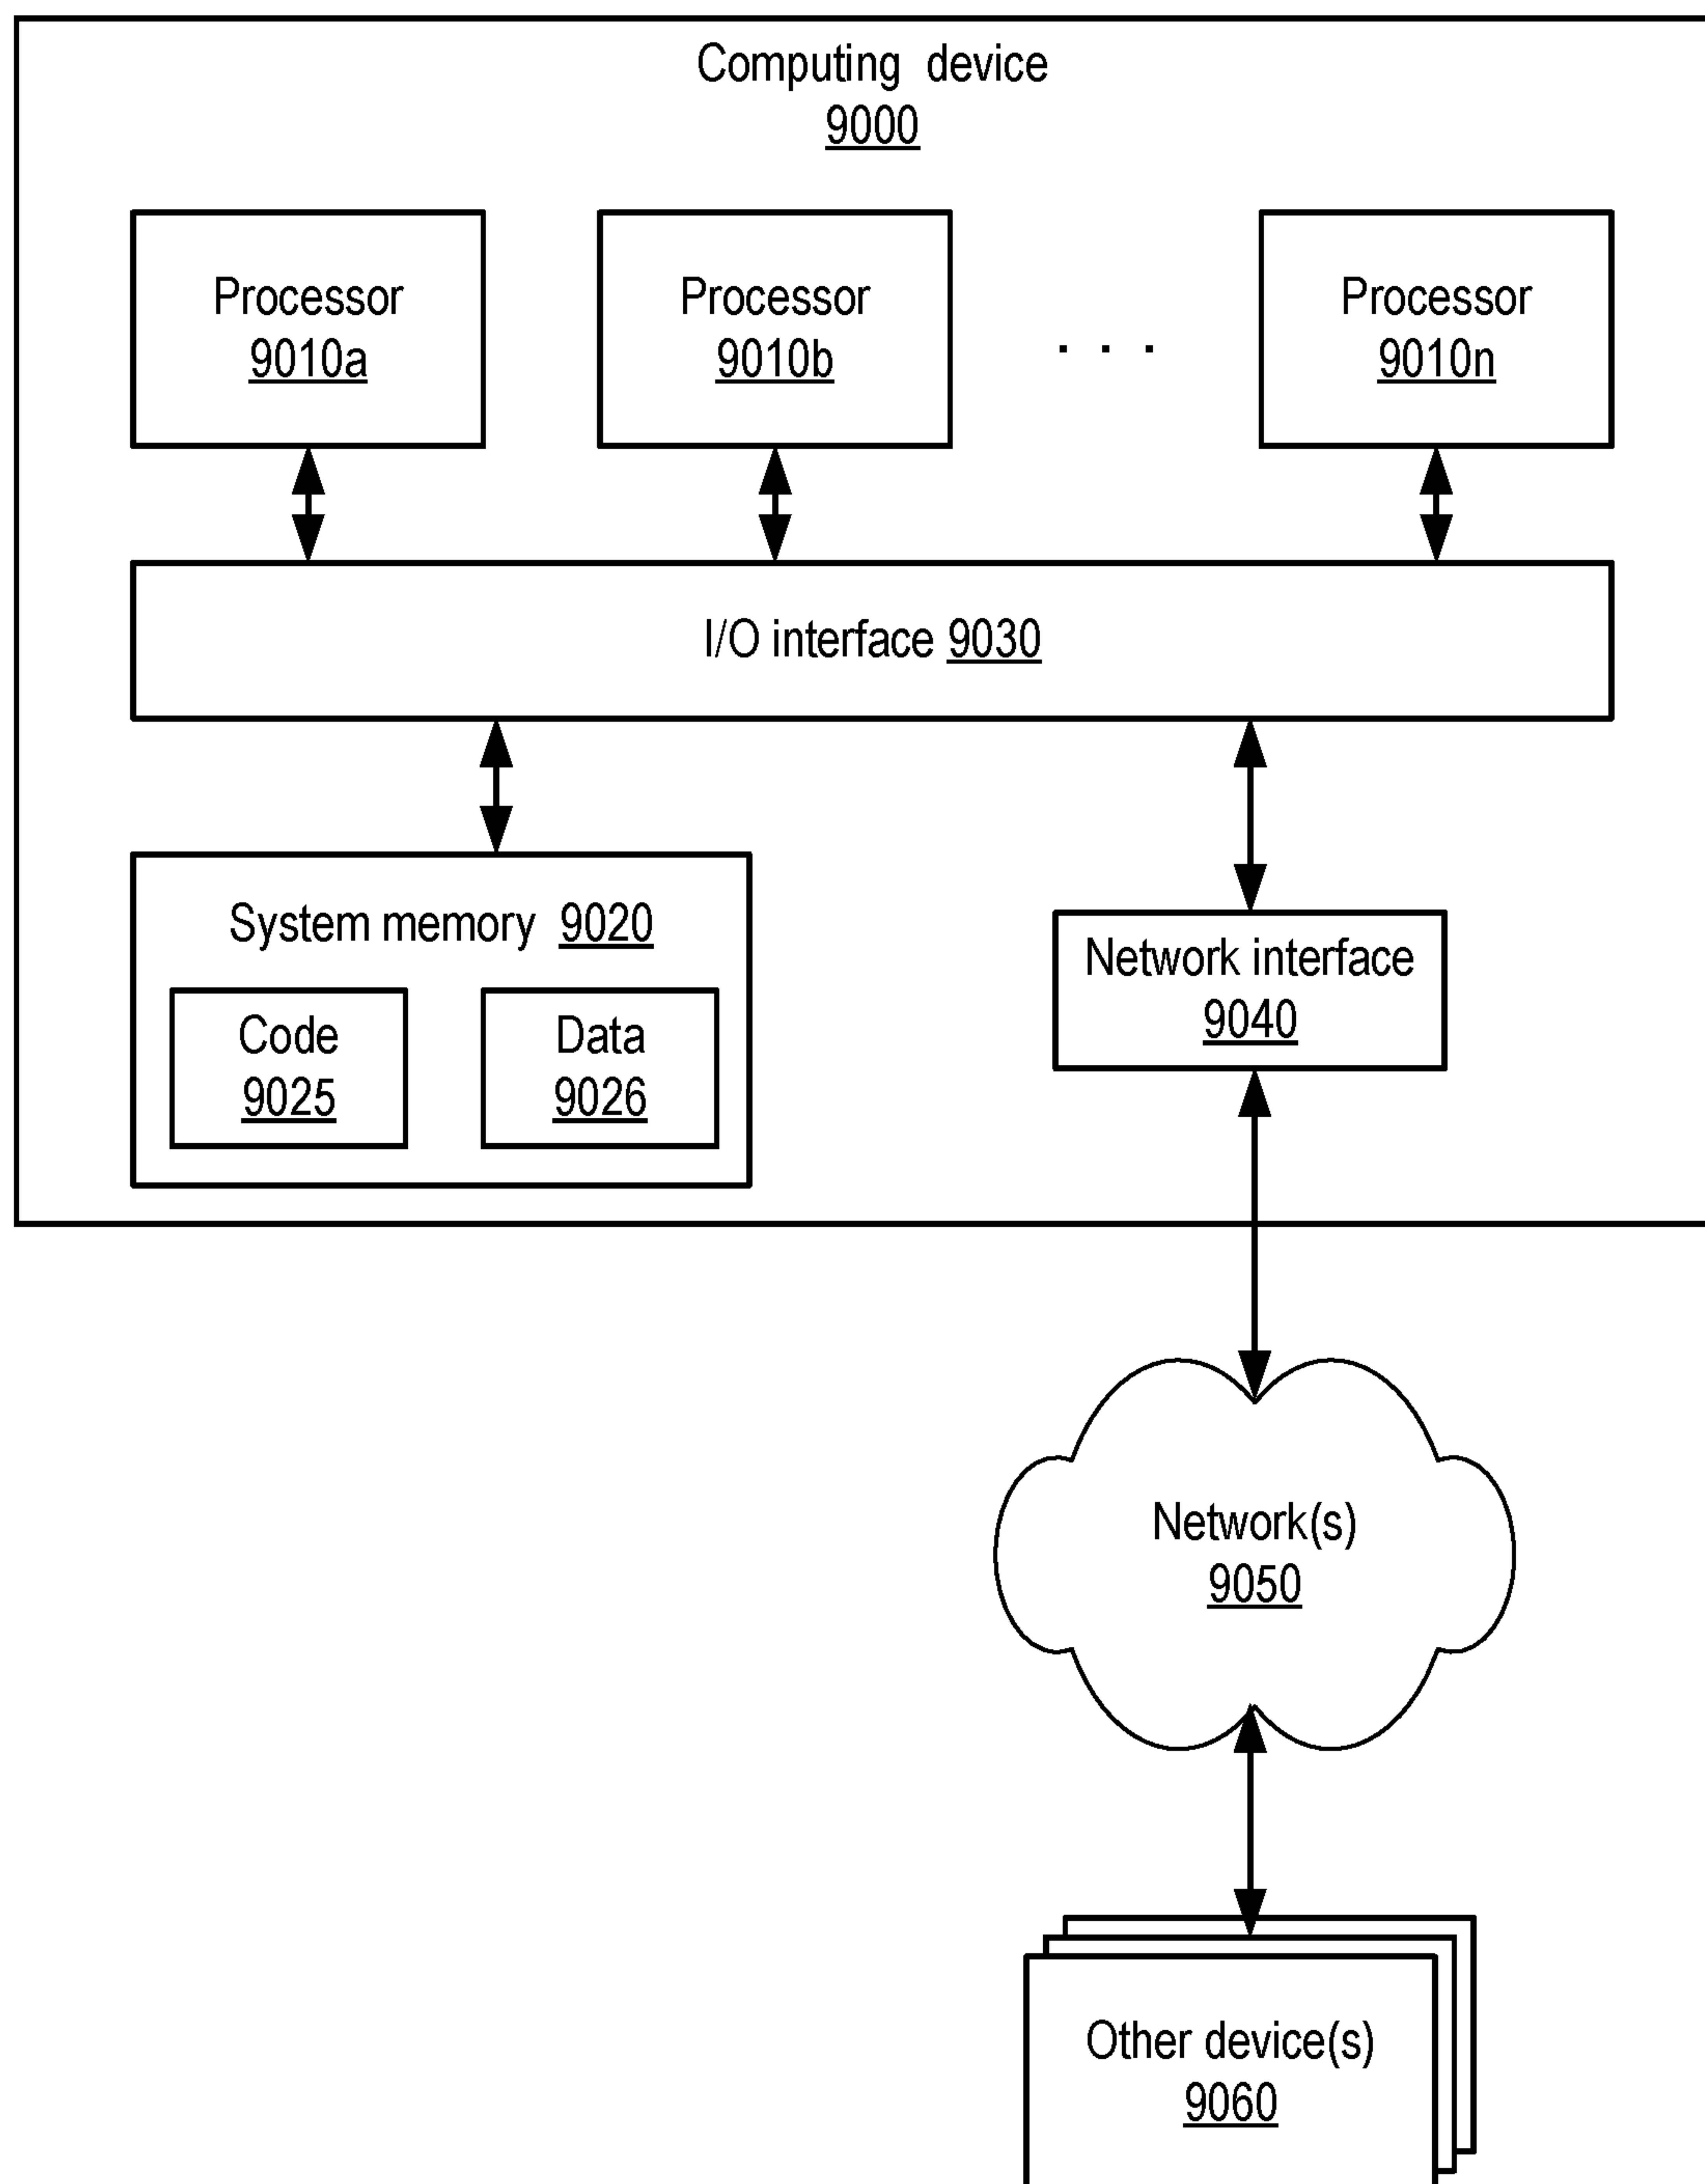 Computing device
9000
Processor
9010a
Processor
9010b
. . .
Processor
9010n
I/O interface 9030
System memory 9020
Code
9025
Data
9026
Network interface
9040
Network(s)
9050
Other device(s)
9060